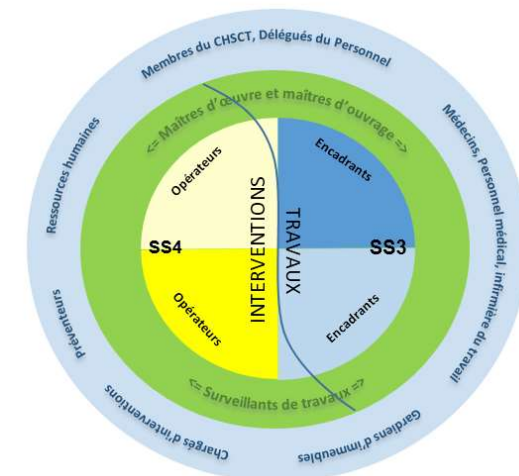 Membres du CHSCT, Délégués du Personnel
Ressources humaines
Médecins, Personnel médical, infirmière du travail
<= Maîtres d'œuvre et maîtres d'ouvrage =>
Opérateurs
Encadrants
INTERVENTIONS
TRAVAUX
SS4
SS3
Opérateurs
Encadrants
<= Surveillants de travaux =>
Préventeurs
Chargés d'interventions
Gardiens d'immeubles